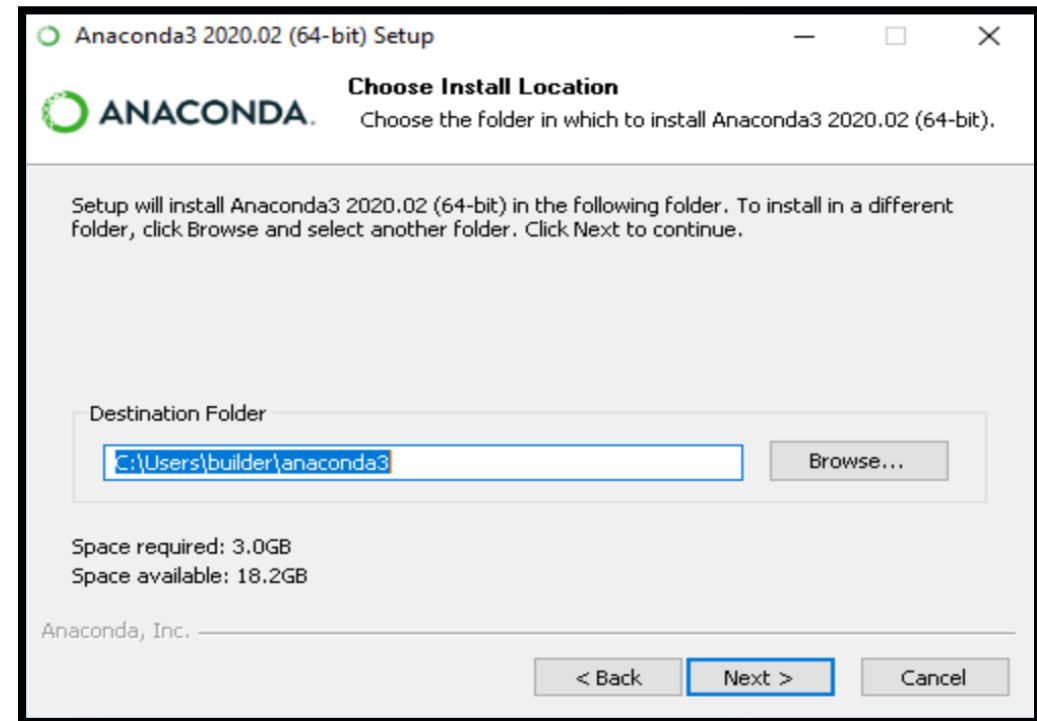 Anaconda3 2020.02 (64-bit) Setup
ANACONDA.
Choose Install Location
Choose the folder in which to install Anaconda3 2020.02 (64-bit).
Setup will install Anaconda3 2020.02 (64-bit) in the following folder. To install in a different
folder, click Browse and select another folder. Click Next to continue.
Destination Folder
C:\Users\builder\anaconda3
Browse...
Space required: 3.0GB
Space available: 18.2GB
Anaconda, Inc.
< Back
Next >
Cancel